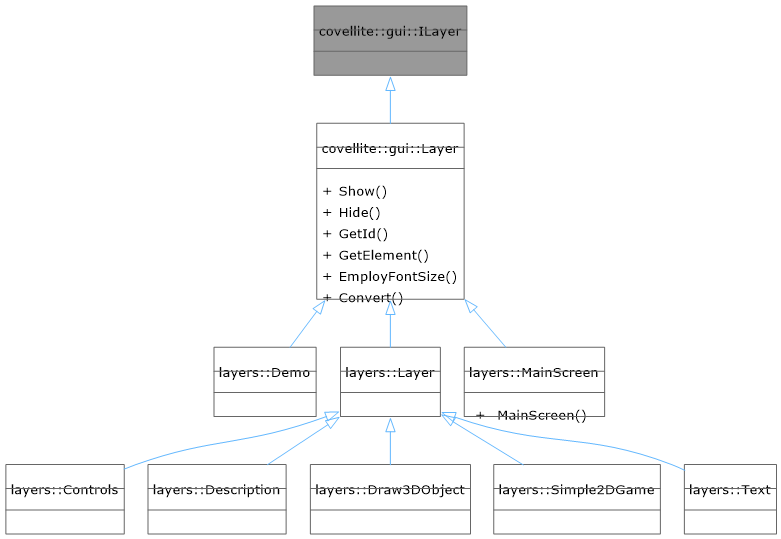 covellite::gui::ILayer
covellite::gui::Layer
+ Show()
+ Hide()
+ GetId()
+ GetElement()
+ EmployFontSize()
+ Convert()
layers::Demo
layers::Layer
layers::MainScreen
+ MainScreen()
layers::Controls
layers::Description
layers::Draw3DObject
layers::Simple2DGame
layers::Text